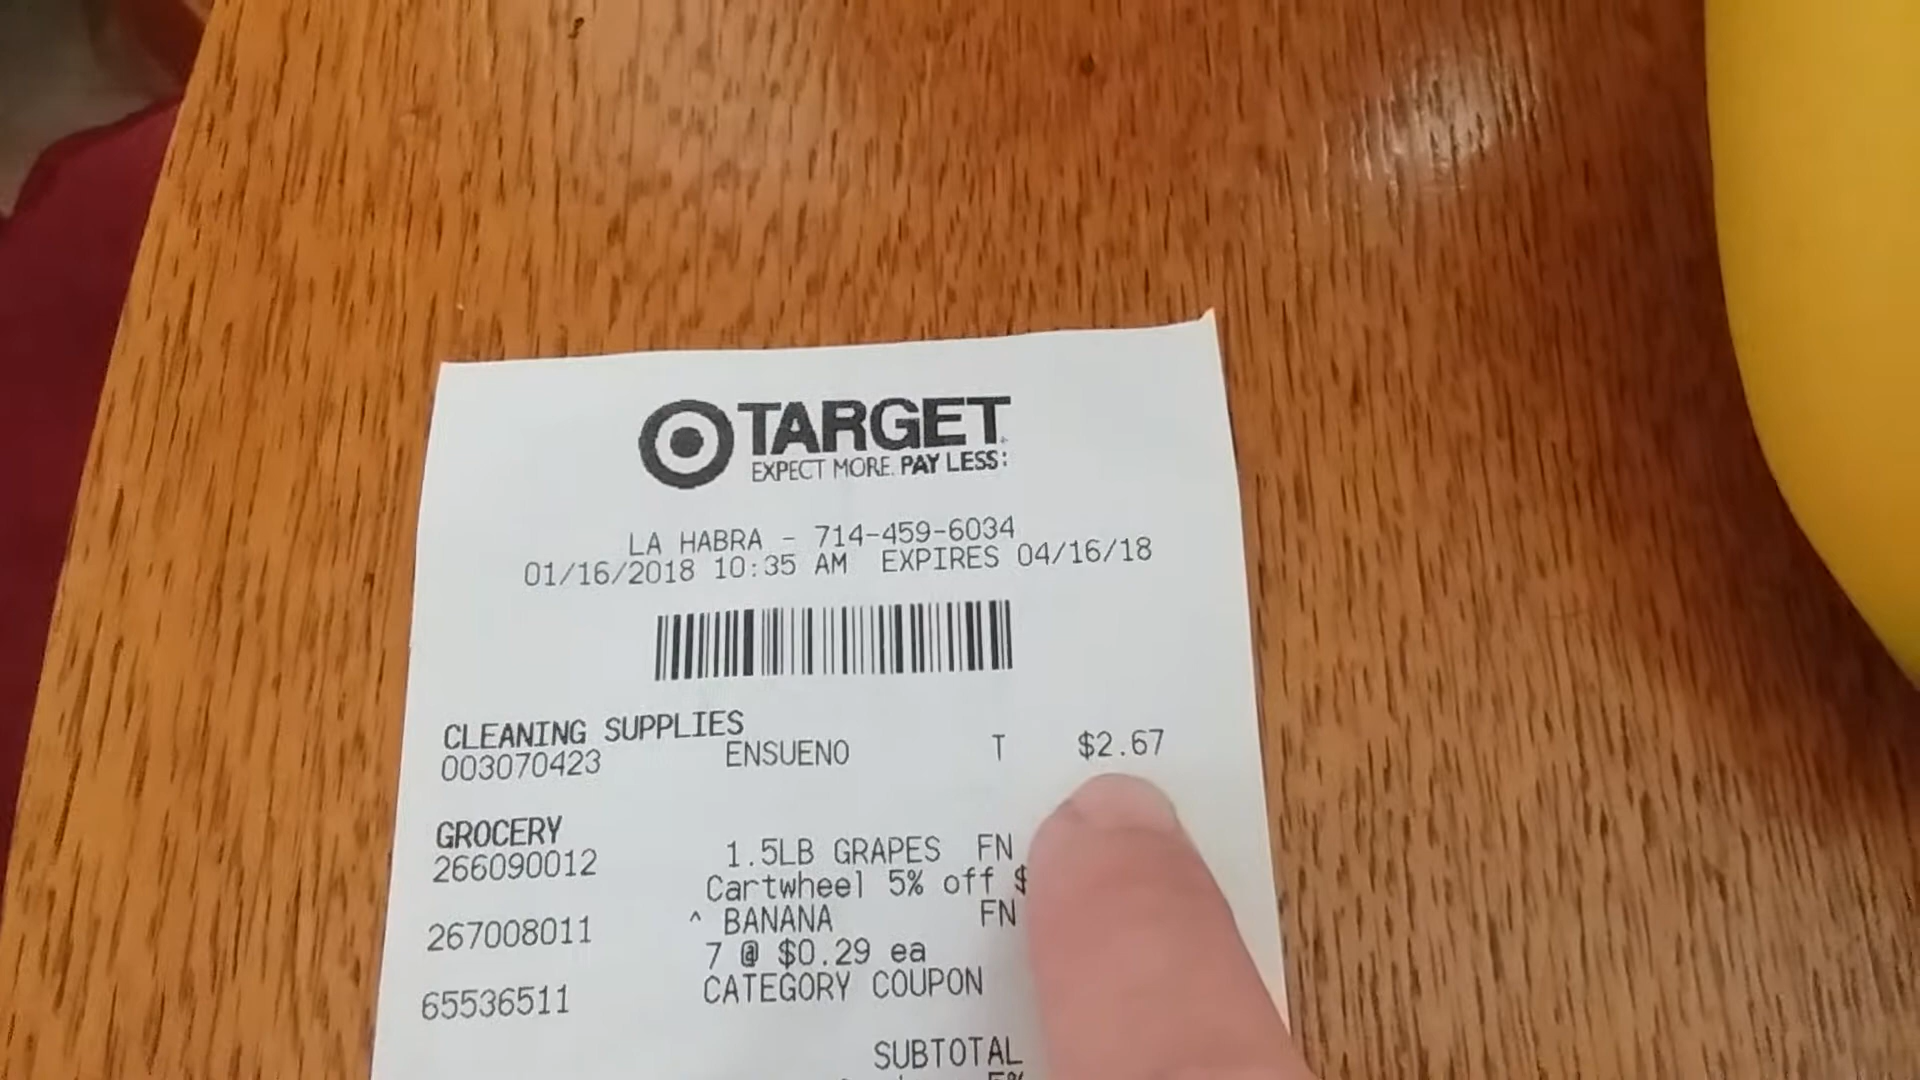 TARGET
EXPECT MORE. PAY LESS:
LA HABRA - 714-459-6034
01/16/2018 10:35 AM EXPIRES 04/16/18
CLEANING SUPPLIES
003070423 ENSUENO T $2.67
GROCERY
266090012 1.5LB GRAPES FN
Cartwheel 5% off $
267008011 ^ BANANA FN
7 @ $0.29 ea
65536511 CATEGORY COUPON
SUBTOTAL
5%